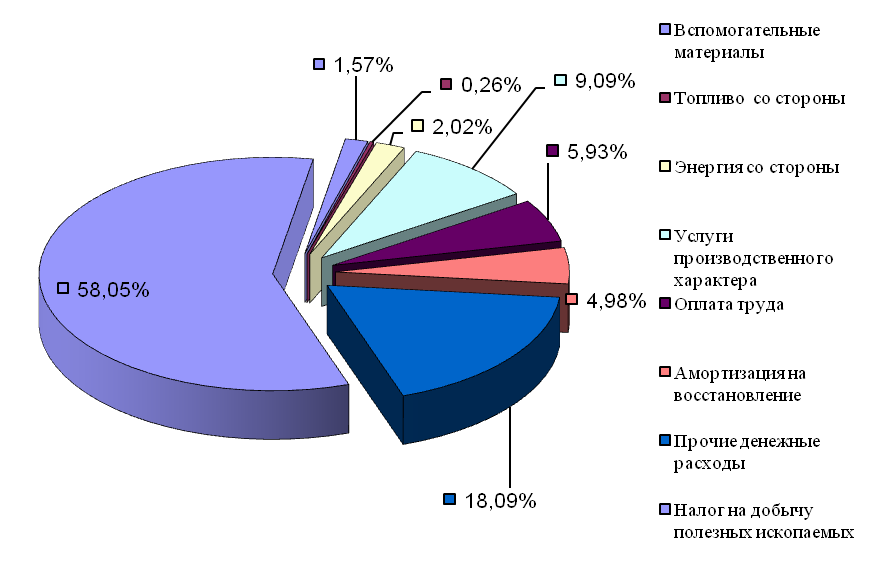 1,57%
0,26%
2,02%
9,09%
5,93%
58,05%
4,98%
18,09%
Вспомогательные
материалы
Топливо со стороны
Энергия со стороны
Услуги
производственного
характера
Оплата труда
Амортизация на
восстановление
Прочие денежные
расходы
Налог на добычу
полезных ископаемых